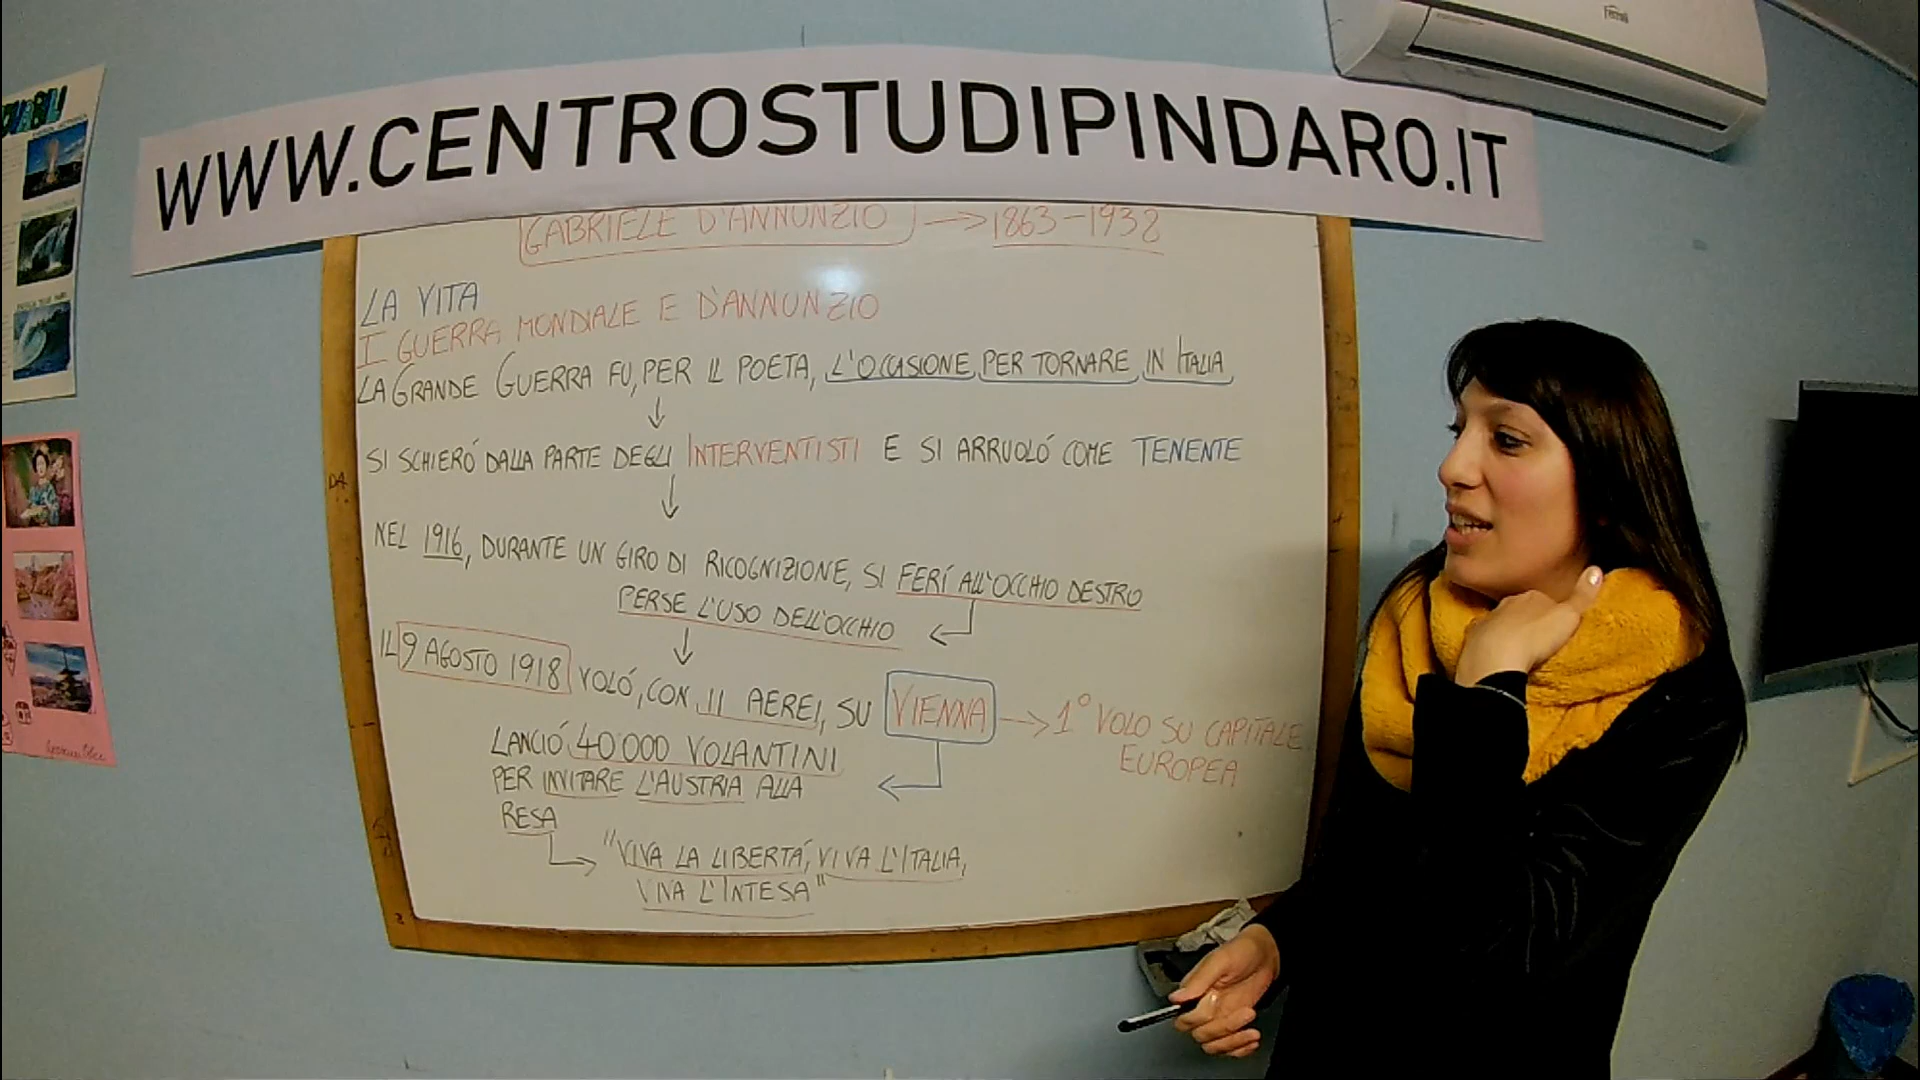 WWW.CENTROSTUDIPINDARO.IT
Ferroli
GABRIELE D'ANNUNZIO → 1863-1938
LA VITA
I GUERRA MONDIALE E D'ANNUNZIO
LA GRANDE GUERRA FU, PER IL POETA, L'OCCASIONE PER TORNARE IN ITALIA
SI SCHIERÓ DALLA PARTE DEGLI INTERVENTISTI E SI ARRUOLÓ COME TENENTE
NEL 1916, DURANTE UN GIRO DI RICOGNIZIONE, SI FERÍ ALL'OCCHIO DESTRO
PERSE L'USO DELL'OCCHIO
IL 9 AGOSTO 1918 VOLÓ, CON 11 AEREI, SU VIENNA → 1° VOLO SU CAPITALE
EUROPEA
LANCIÓ 40000 VOLANTINI
PER INVITARE L'AUSTRIA ALLA
RESA
"VIVA LA LIBERTÁ, VIVA L'ITALIA,
VIVA L'INTESA"